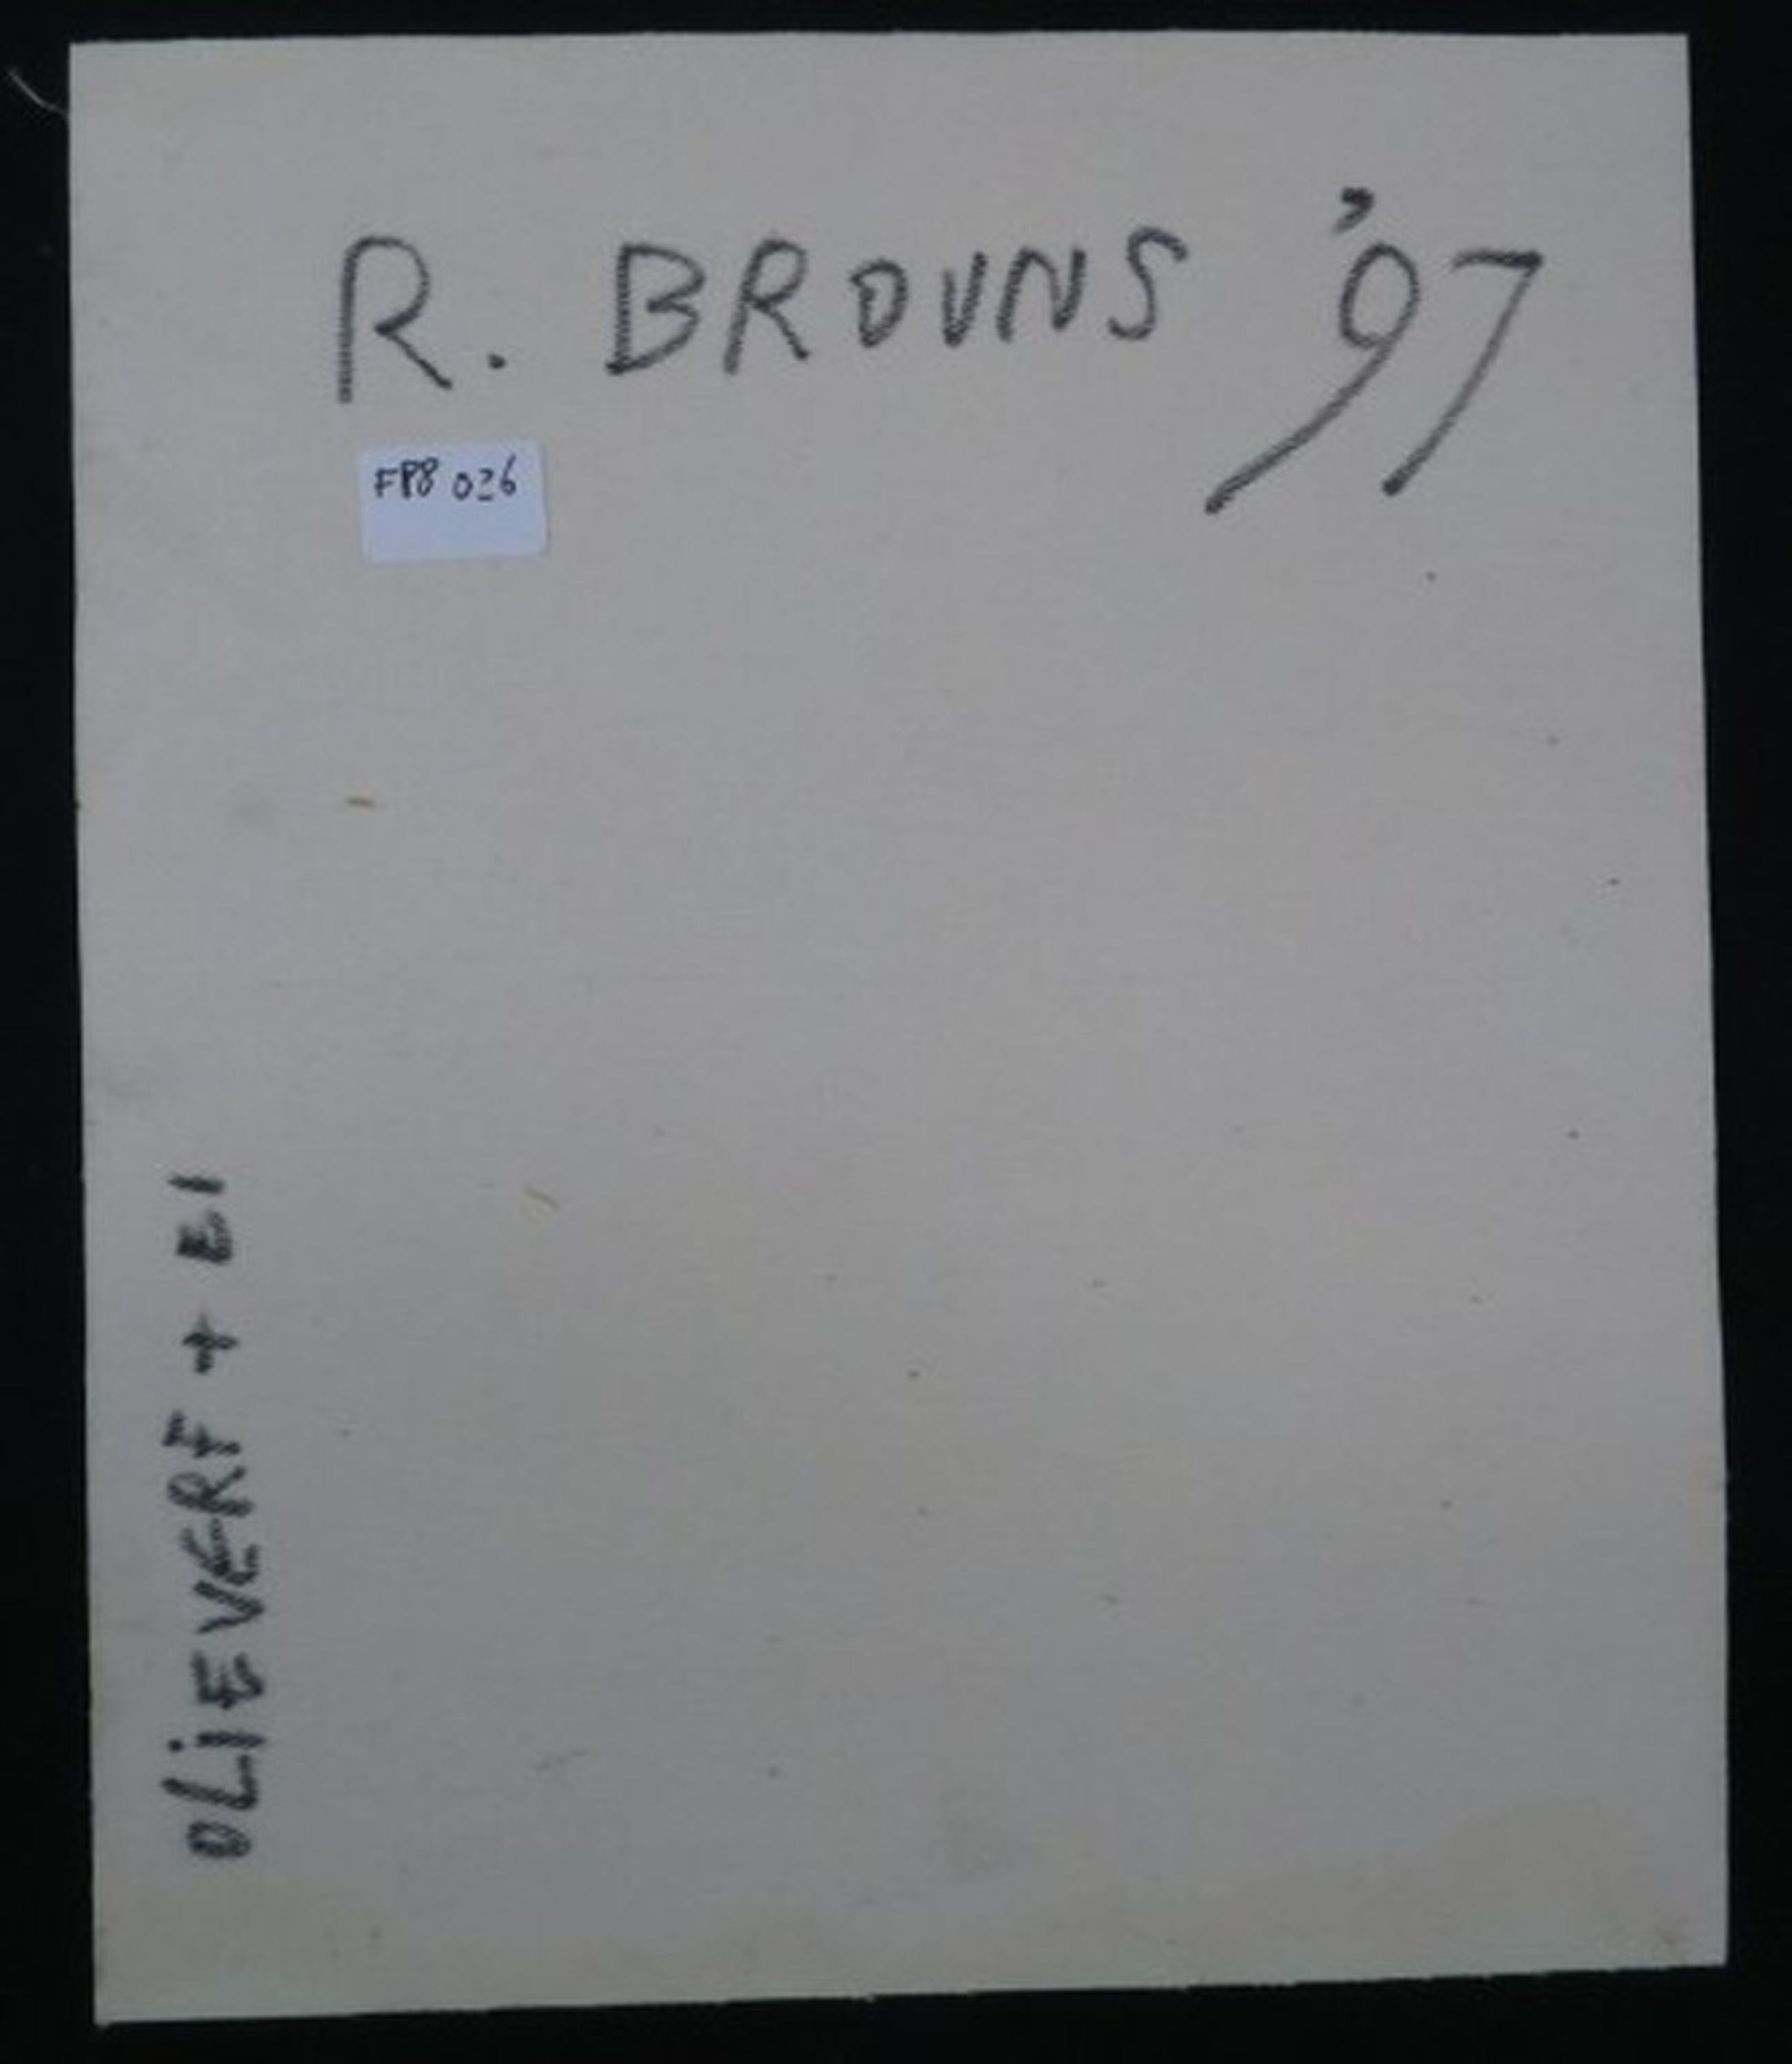 R. BROUNS '97
FP8 026
OLiEVERF + EI